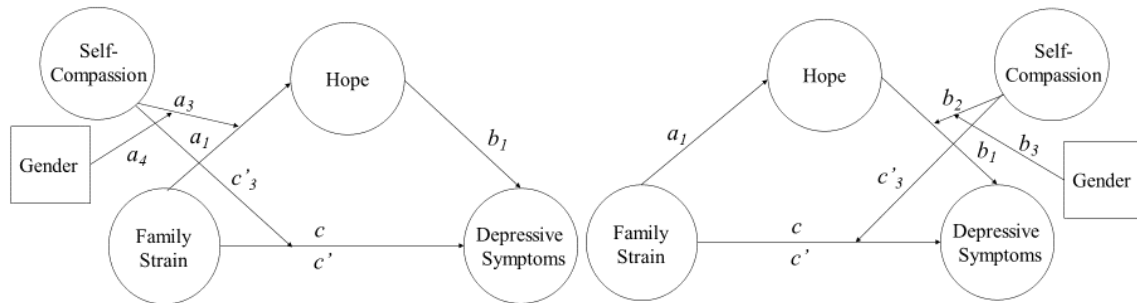 Self-
Compassion
Hope
a3
a1
b1
Gender
a4
c'3
Family
Strain
c
c'
Depressive
Symptoms
Hope
Self-
Compassion
b2
a1
b1
b3
Gender
c'3
Family
Strain
c
c'
Depressive
Symptoms